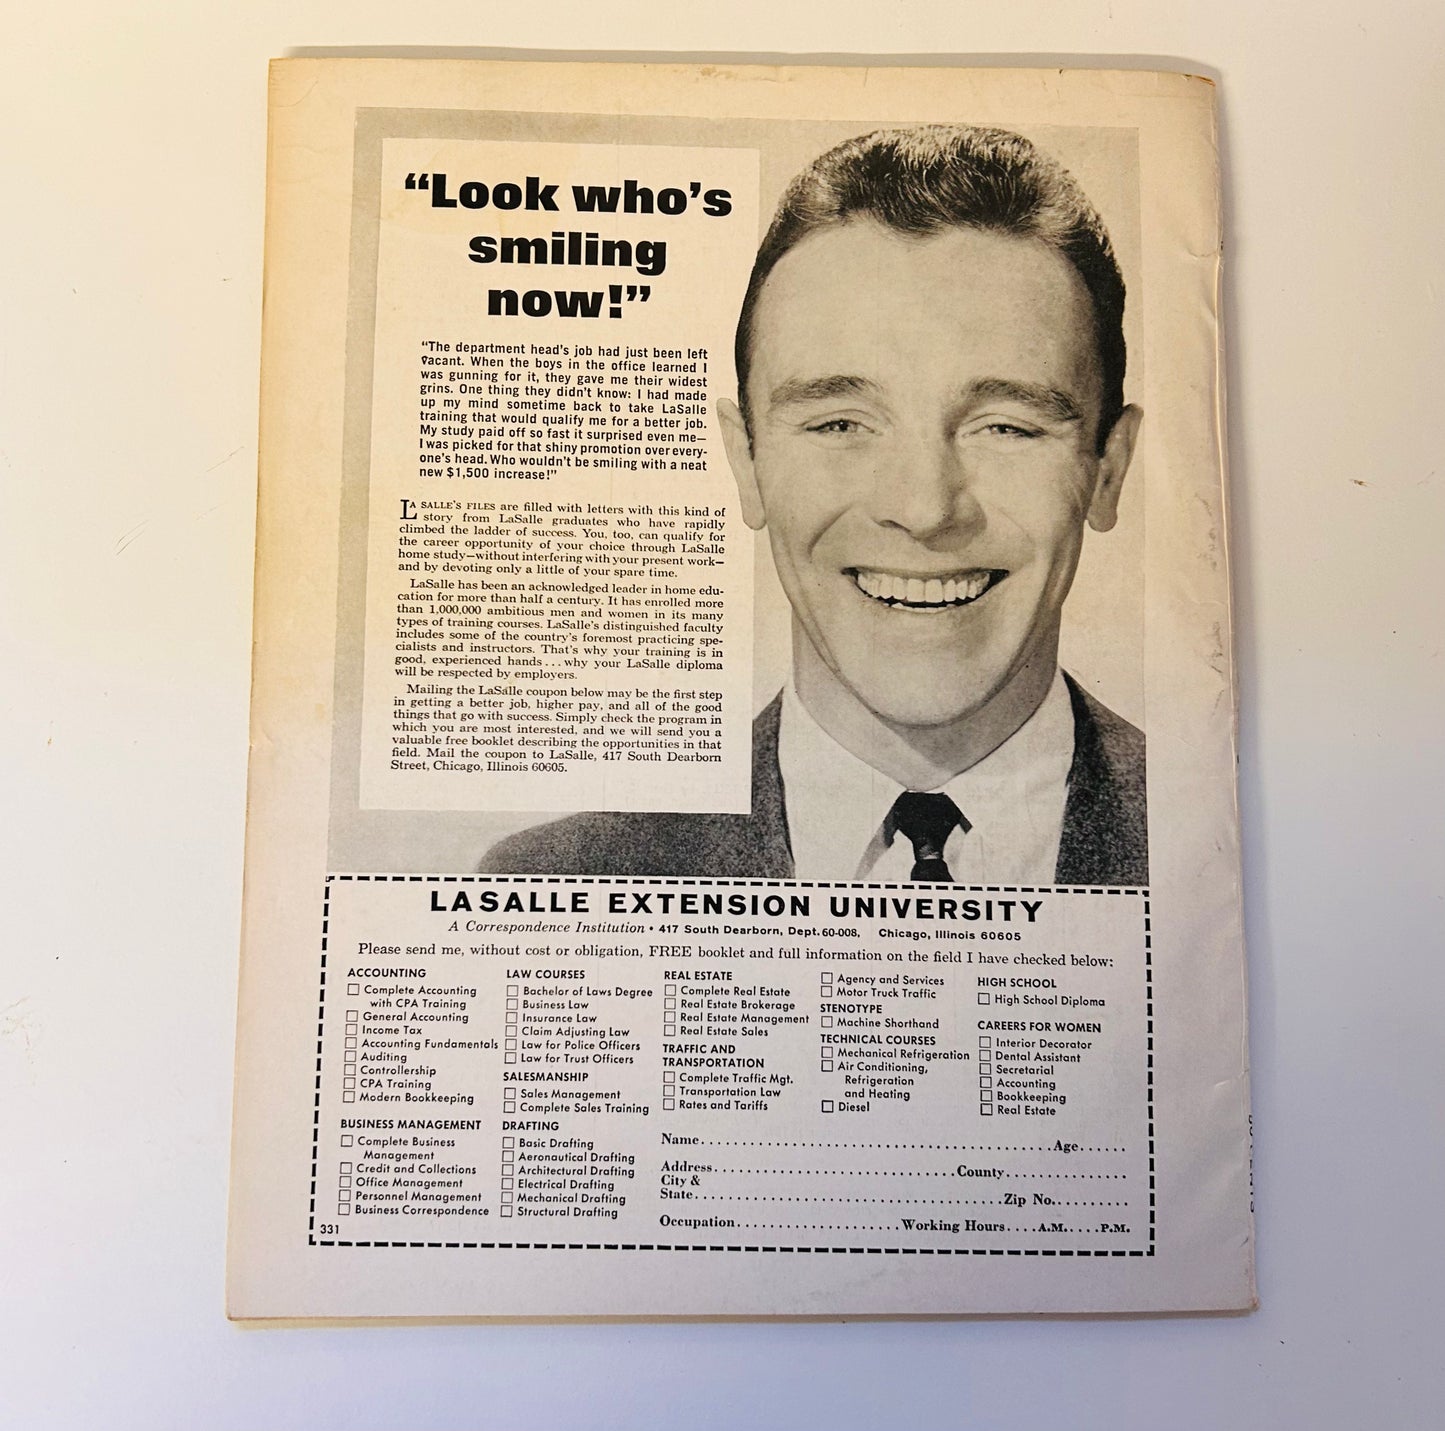 “Look who’s
smiling
now!”
“The department head’s job had just been left
vacant. When the boys in the office learned I
was gunning for it, they gave me their widest
grins. One thing they didn’t know: I had made
up my mind sometime back to take LaSalle
training that would qualify me for a better job.
My study paid off so fast it surprised even me—
I was picked for that shiny promotion over every-
one’s head. Who wouldn’t be smiling with a neat
new $1,500 increase!”
LA SALLE’S FILES are filled with letters with this kind of
story from LaSalle graduates who have rapidly
climbed the ladder of success. You, too, can qualify for
the career opportunity of your choice through LaSalle
home study—without interfering with your present work—
and by devoting only a little of your spare time.
LaSalle has been an acknowledged leader in home edu-
cation for more than half a century. It has enrolled more
than 1,000,000 ambitious men and women in its many
types of training courses. LaSalle’s distinguished faculty
includes some of the country’s foremost practicing spe-
cialists and instructors. That’s why your training is in
good, experienced hands . . . why your LaSalle diploma
will be respected by employers.
Mailing the LaSalle coupon below may be the first step
in getting a better job, higher pay, and all of the good
things that go with success. Simply check the program in
which you are most interested, and we will send you a
valuable free booklet describing the opportunities in that
field. Mail the coupon to LaSalle, 417 South Dearborn
Street, Chicago, Illinois 60605.
LASALLE EXTENSION UNIVERSITY
A Correspondence Institution • 417 South Dearborn, Dept. 60-008, Chicago, Illinois 60605
Please send me, without cost or obligation, FREE booklet and full information on the field I have checked below:
ACCOUNTING
Complete Accounting
with CPA Training
General Accounting
Income Tax
Accounting Fundamentals
Auditing
Controllership
CPA Training
Modern Bookkeeping
BUSINESS MANAGEMENT
Complete Business
Management
Credit and Collections
Office Management
Personnel Management
Business Correspondence
LAW COURSES
Bachelor of Laws Degree
Business Law
Insurance Law
Claim Adjusting Law
Law for Police Officers
Law for Trust Officers
SALESMANSHIP
Sales Management
Complete Sales Training
DRAFTING
Basic Drafting
Aeronautical Drafting
Architectural Drafting
Electrical Drafting
Mechanical Drafting
Structural Drafting
REAL ESTATE
Complete Real Estate
Real Estate Brokerage
Real Estate Management
Real Estate Sales
TRAFFIC AND
TRANSPORTATION
Complete Traffic Mgt.
Transportation Law
Rates and Tariffs
Agency and Services
Motor Truck Traffic
STENOTYPE
Machine Shorthand
TECHNICAL COURSES
Mechanical Refrigeration
Air Conditioning,
Refrigeration
and Heating
Diesel
HIGH SCHOOL
High School Diploma
CAREERS FOR WOMEN
Interior Decorator
Dental Assistant
Secretarial
Accounting
Bookkeeping
Real Estate
Name Age
Address County
City &
State Zip No.
Occupation Working Hours A.M. P.M.
331